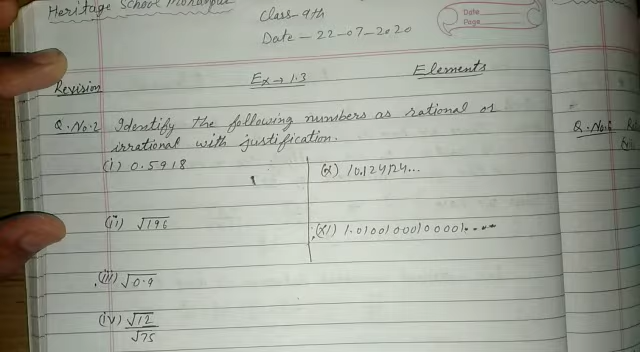 Heritage School
Class 9th
Date - 22-07-2020
Date
Page
Revision
Ex → 1.3
Elements
Q.No.2 Identify the following numbers as rational or
irrational with justification.
(i) 0.5918
(x) 10.124124...
(ii) √196
(xi) 1.01001000100001....
(iii) √0.9
(iv) √12
√75
Q.No.